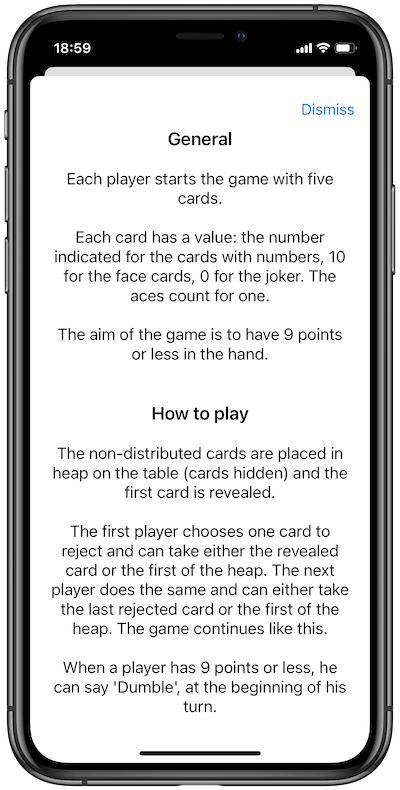 18:59
Dismiss
General
Each player starts the game with five
cards.
Each card has a value: the number
indicated for the cards with numbers, 10
for the face cards, 0 for the joker. The
aces count for one.
The aim of the game is to have 9 points
or less in the hand.
How to play
The non-distributed cards are placed in
heap on the table (cards hidden) and the
first card is revealed.
The first player chooses one card to
reject and can take either the revealed
card or the first of the heap. The next
player does the same and can either take
the last rejected card or the first of the
heap. The game continues like this.
When a player has 9 points or less, he
can say 'Dumble', at the beginning of his
turn.